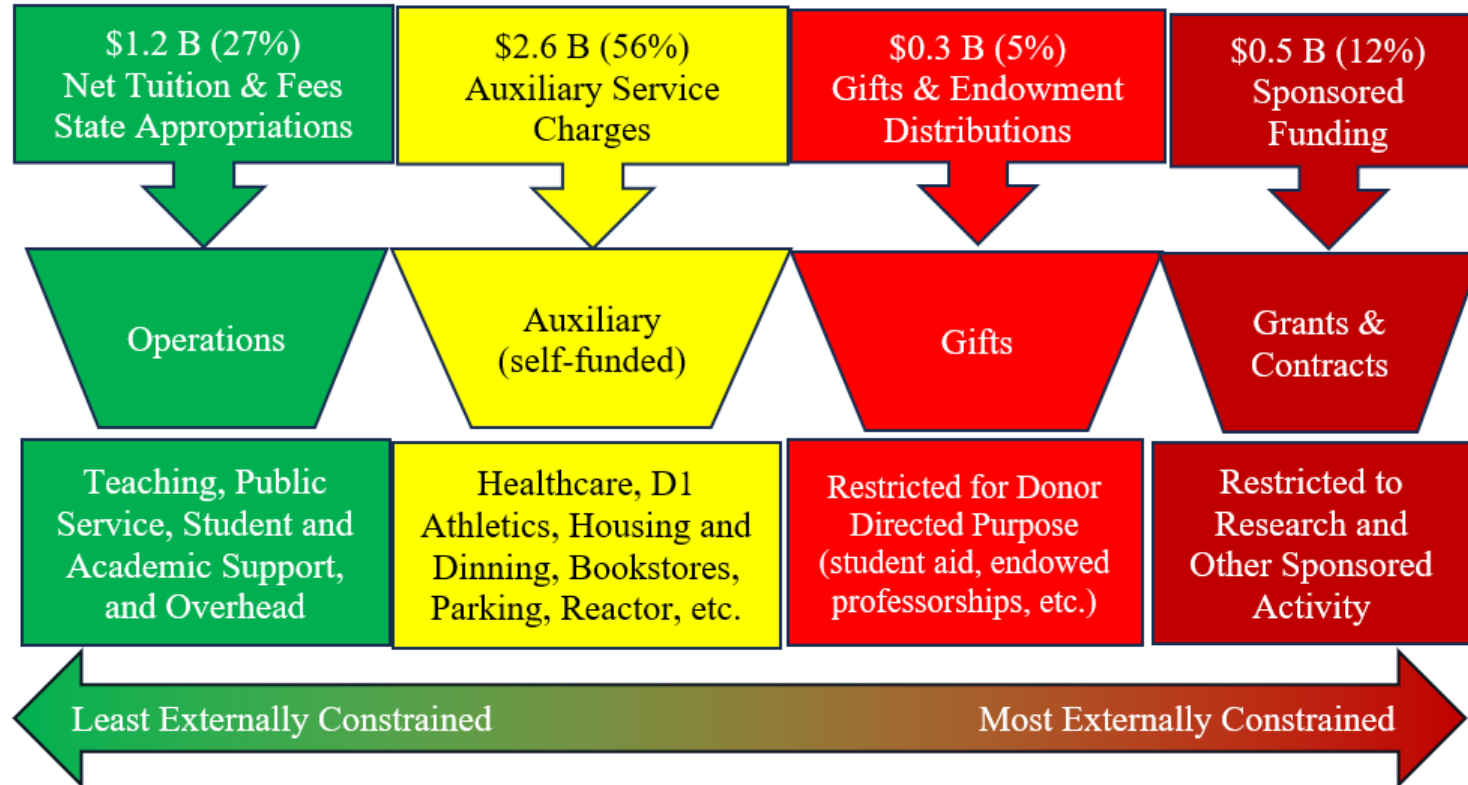 $1.2 B (27%)
Net Tuition & Fees
State Appropriations
$2.6 B (56%)
Auxiliary Service
Charges
$0.3 B (5%)
Gifts & Endowment
Distributions
$0.5 B (12%)
Sponsored
Funding
Operations
Auxiliary
(self-funded)
Gifts
Grants &
Contracts
Teaching, Public
Service, Student and
Academic Support,
and Overhead
Healthcare, D1
Athletics, Housing and
Dinning, Bookstores,
Parking, Reactor, etc.
Restricted for Donor
Directed Purpose
(student aid, endowed
professorships, etc.)
Restricted to
Research and
Other Sponsored
Activity
Least Externally Constrained
Most Externally Constrained